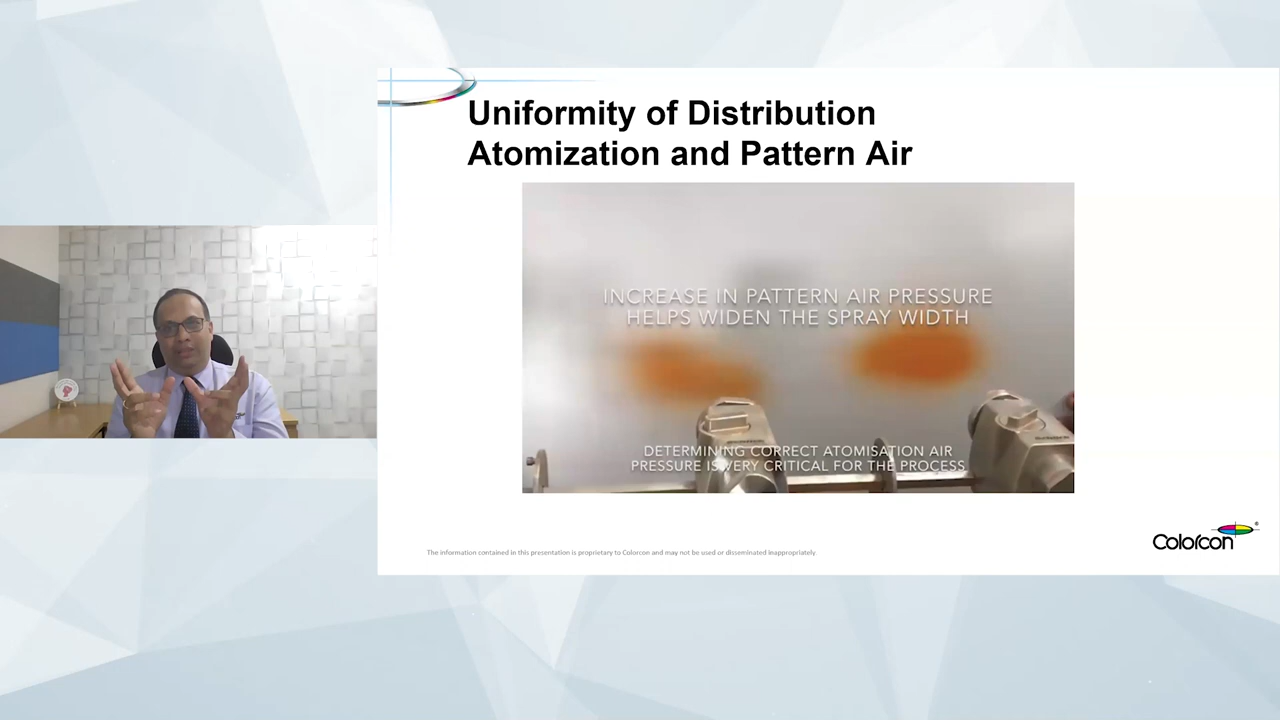 Uniformity of Distribution
Atomization and Pattern Air
INCREASE IN PATTERN AIR PRESSURE
HELPS WIDEN THE SPRAY WIDTH
DETERMINING CORRECT ATOMISATION AIR
PRESSURE IS VERY CRITICAL FOR THE PROCESS
Colorcon®
The information contained in this presentation is proprietary to Colorcon and may not be used or disseminated inappropriately.